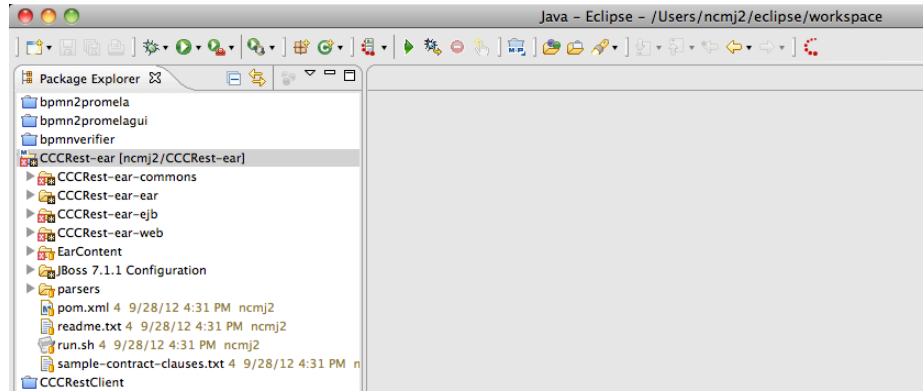 Java - Eclipse - /Users/ncmj2/eclipse/workspace
Package Explorer
bpmn2promela
bpmn2promelagui
bpmnverifier
CCCRest-ear [ncmj2/CCCRest-ear]
CCCRest-ear-commons
CCCRest-ear-ear
CCCRest-ear-ejb
CCCRest-ear-web
EarContent
JBoss 7.1.1 Configuration
parsers
pom.xml 4 9/28/12 4:31 PM ncmj2
readme.txt 4 9/28/12 4:31 PM ncmj2
run.sh 4 9/28/12 4:31 PM ncmj2
sample-contract-clauses.txt 4 9/28/12 4:31 PM n
CCCRestClient